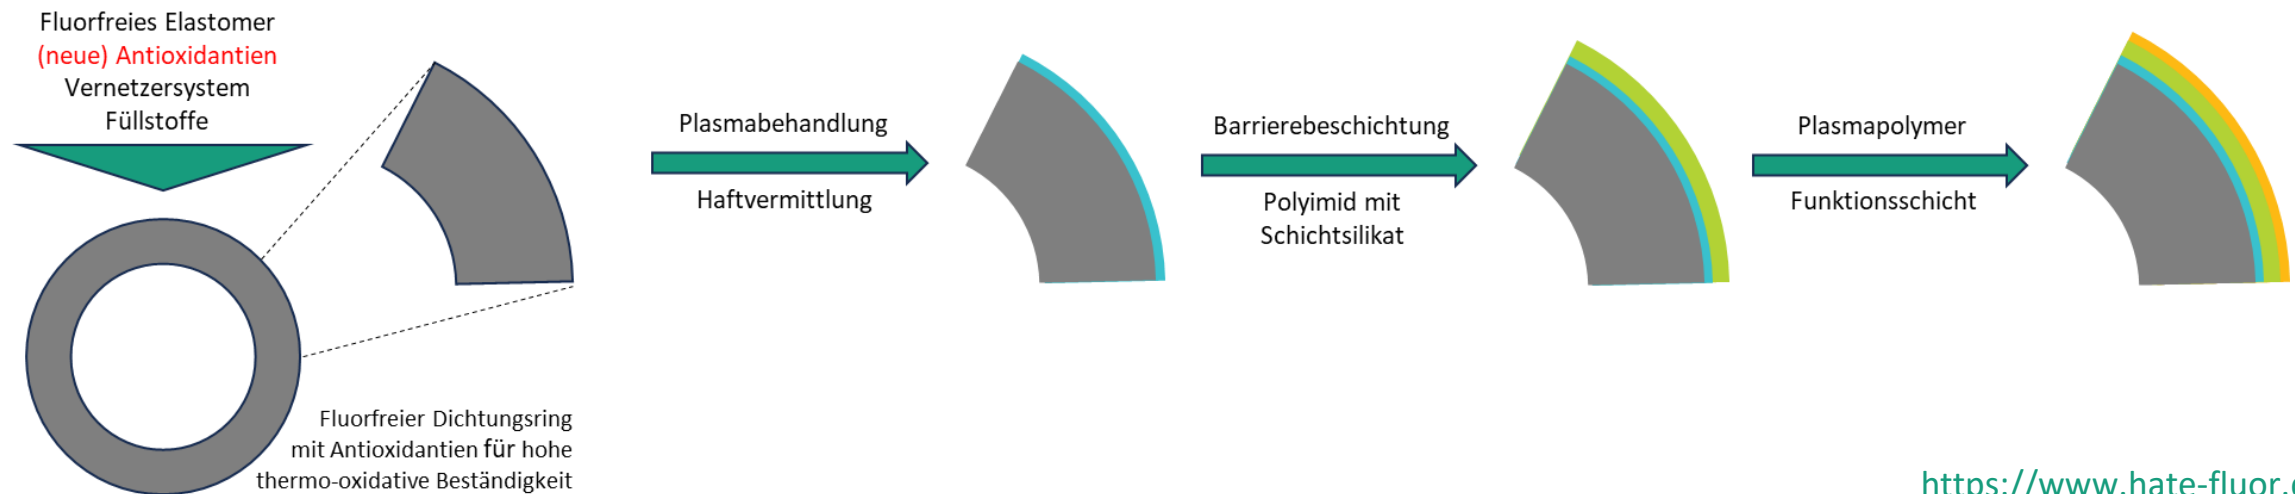 Fluorfreies Elastomer
(neue) Antioxidantien
Vernetzersystem
Füllstoffe
Fluorfreier Dichtungsring
mit Antioxidantien für hohe
thermo-oxidative Beständigkeit
Plasmabehandlung
Haftvermittlung
Barrierebeschichtung
Polyimid mit
Schichtsilikat
Plasmapolymer
Funktionsschicht
https://www.hate-fluor.